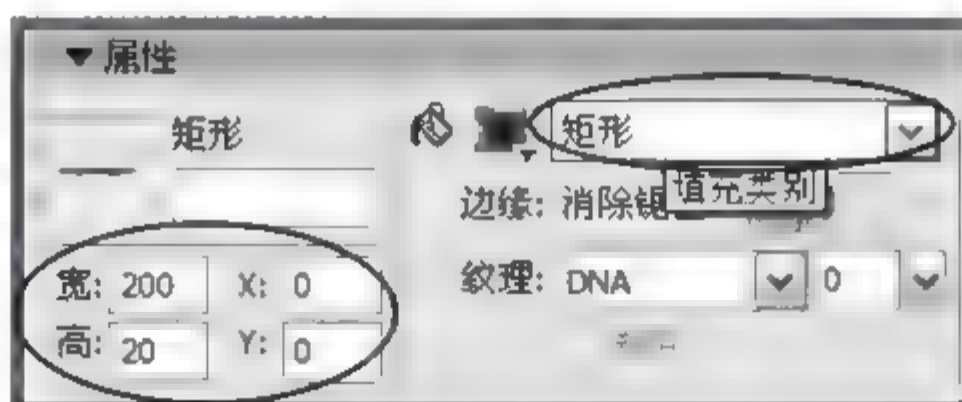 属性
矩形
矩形
填充类别
边缘: 消除锯
宽: 200 X: 0
纹理: DNA 0
高: 20 Y: 0